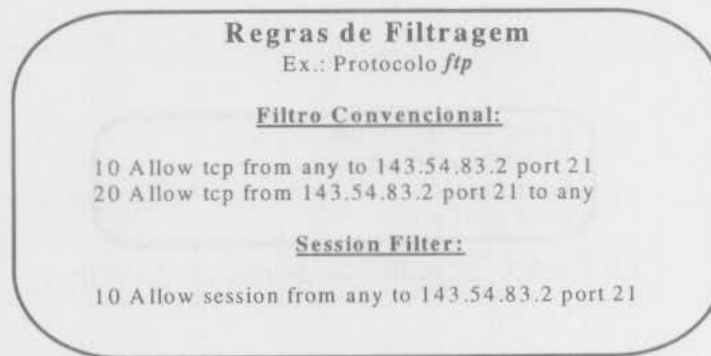 Regras de Filtragem
Ex.: Protocolo ftp
Filtro Convencional:
10 Allow tcp from any to 143.54.83.2 port 21
20 Allow tcp from 143.54.83.2 port 21 to any
Session Filter:
10 Allow session from any to 143.54.83.2 port 21